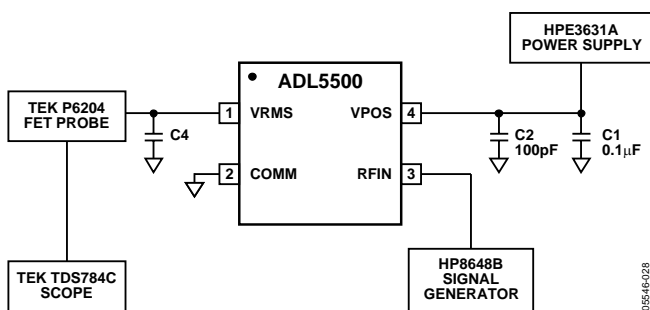 HPE3631A
POWER SUPPLY
ADL5500
TEK P6204
FET PROBE
C4
1
VRMS
VPOS
4
C2
100pF
C1
0.1µF
2
COMM
RFIN
3
TEK TDS784C
SCOPE
HP8648B
SIGNAL
GENERATOR
05546-028